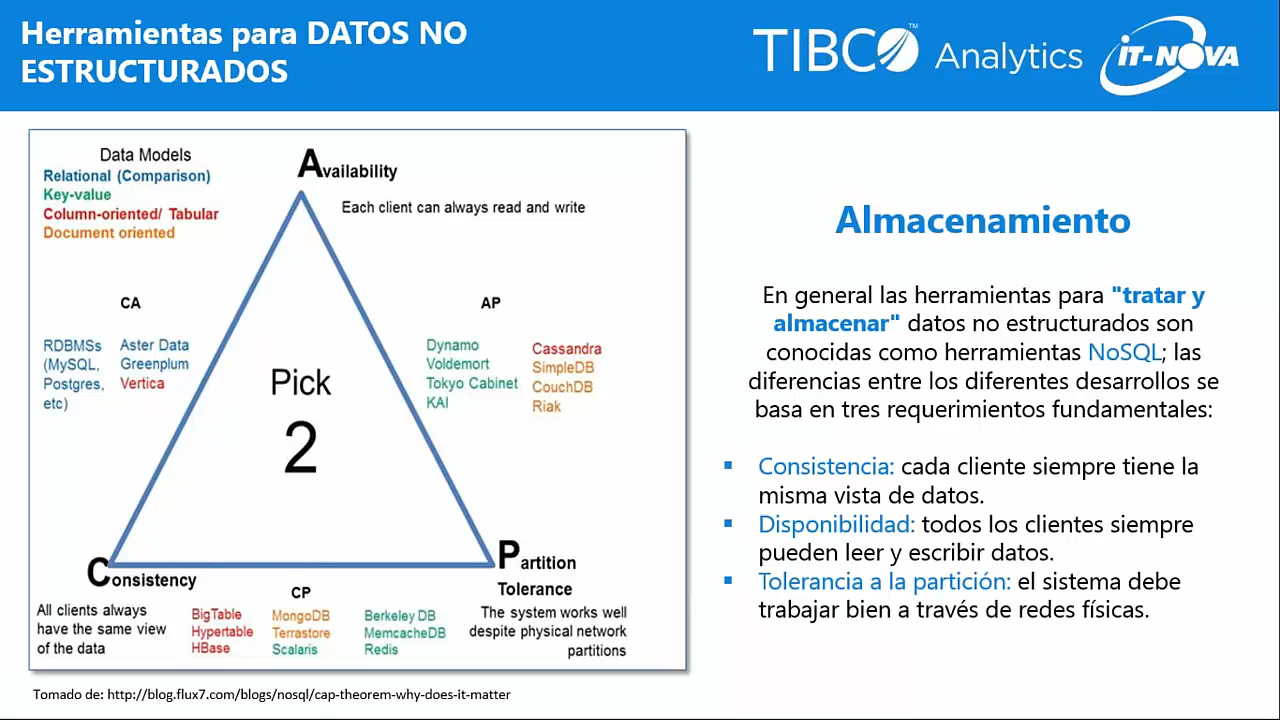 Herramientas para DATOS NO
ESTRUCTURADOS
TIBCO™ Analytics
iT-NOVA
Data Models
Relational (Comparison)
Key-value
Column-oriented/ Tabular
Document oriented
Availability
Each client can always read and write
CA
RDBMSs
(MySQL,
Postgres,
etc)
Aster Data
Greenplum
Vertica
AP
Dynamo
Voldemort
Tokyo Cabinet
KAI
Cassandra
SimpleDB
CouchDB
Riak
Pick
2
Consistency
All clients always
have the same view
of the data
CP
BigTable
Hypertable
HBase
MongoDB
Terrastore
Scalaris
Berkeley DB
MemcacheDB
Redis
Partition
Tolerance
The system works well
despite physical network
partitions
Tomado de: http://blog.flux7.com/blogs/nosql/cap-theorem-why-does-it-matter
Almacenamiento
En general las herramientas para "tratar y
almacenar" datos no estructurados son
conocidas como herramientas NoSQL; las
diferencias entre los diferentes desarrollos se
basa en tres requerimientos fundamentales:
▪ Consistencia: cada cliente siempre tiene la
misma vista de datos.
▪ Disponibilidad: todos los clientes siempre
pueden leer y escribir datos.
▪ Tolerancia a la partición: el sistema debe
trabajar bien a través de redes físicas.